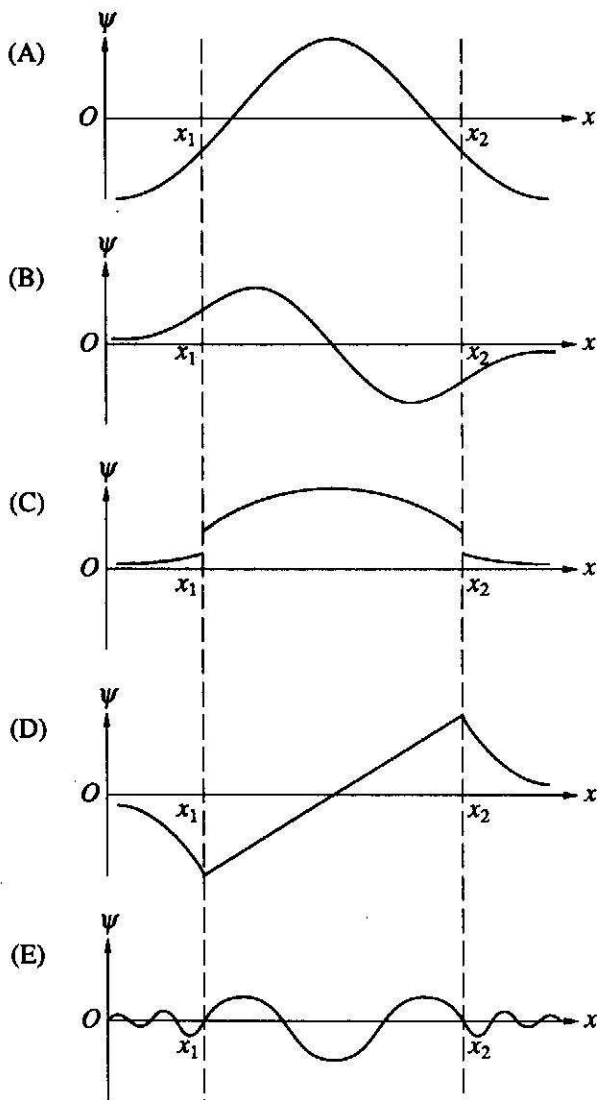 ψ
(A)
O x₁ x₂ x
ψ
(B)
O x₁ x₂ x
ψ
(C)
O x₁ x₂ x
ψ
(D)
O x₁ x₂ x
ψ
(E)
O x₁ x₂ x